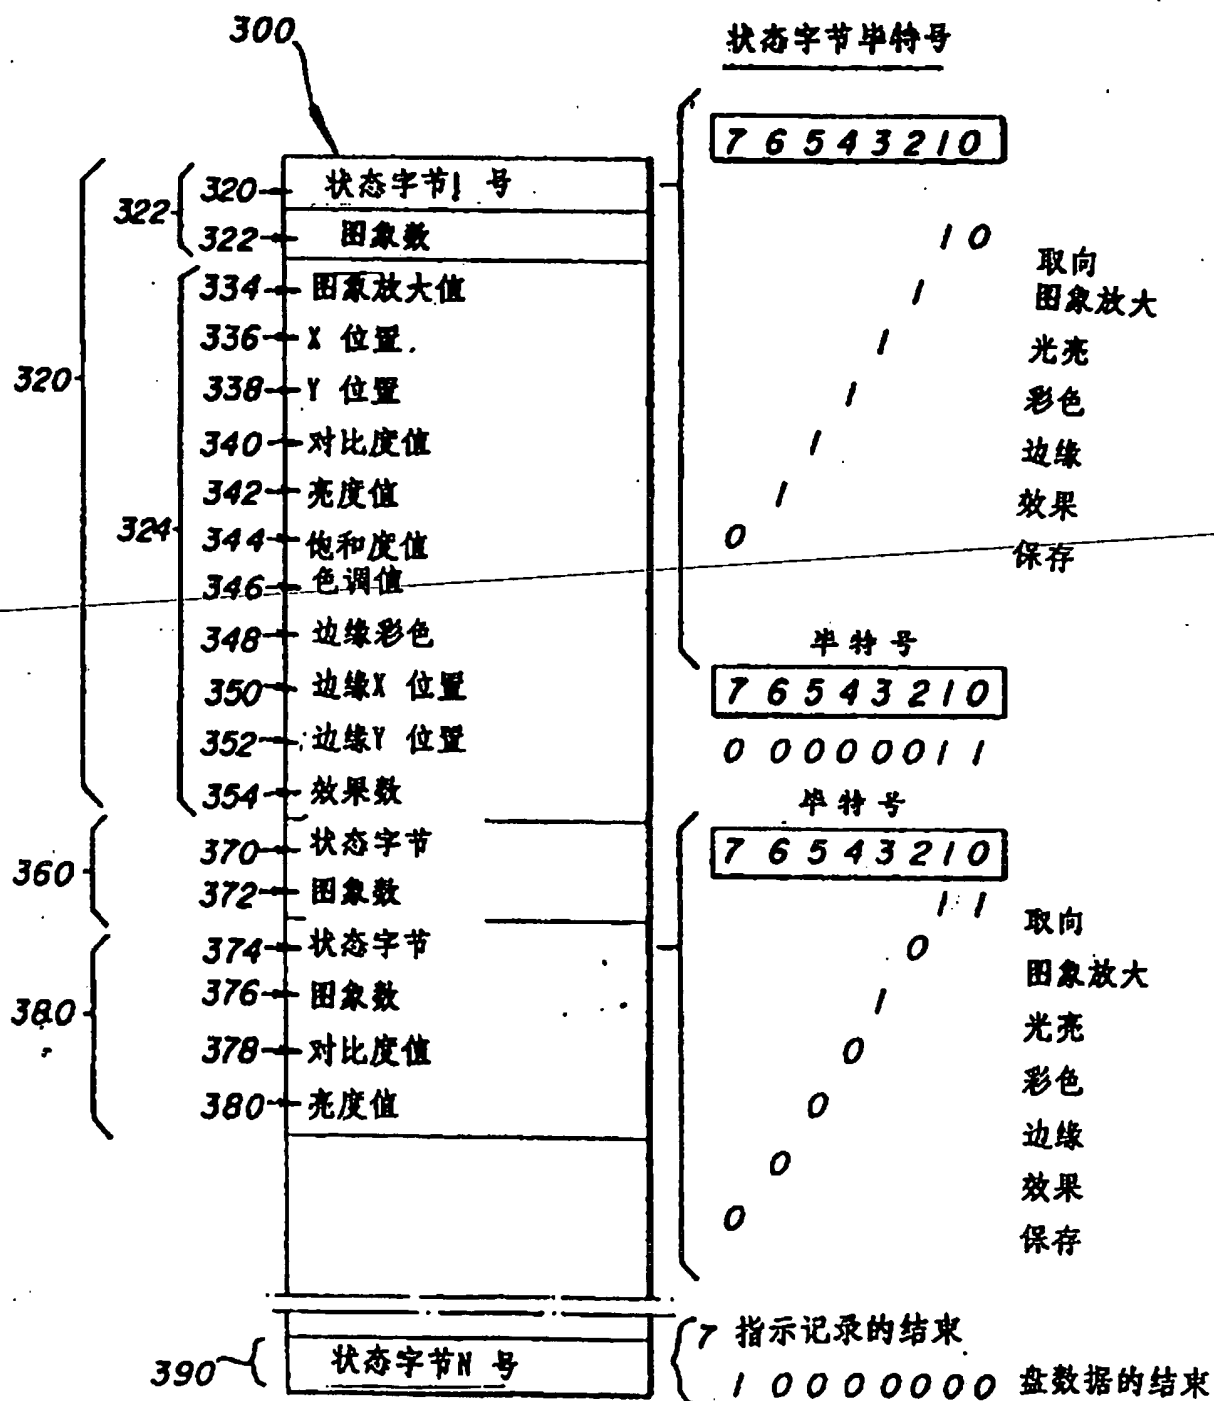 300
状态字节毕特号
7 6 5 4 3 2 1 0
320 状态字节1 号
322
322 图象数
1 0 取向
334 图象放大值
1 图象放大
336 X 位置
1 光亮
320
338 Y 位置
1 彩色
340 对比度值
1 边缘
342 亮度值
1 效果
324
344 饱和度值
0 保存
346 色调值
348 边缘彩色
毕特号
350 边缘X 位置
7 6 5 4 3 2 1 0
352 边缘Y 位置
0 0 0 0 0 0 1 1
354 效果数
毕特号
370 状态字节
7 6 5 4 3 2 1 0
360
372 图象数
1 1 取向
374 状态字节
0 图象放大
376 图象数
1 光亮
380
378 对比度值
0 彩色
380 亮度值
0 边缘
0 效果
0 保存
7 指示记录的结束
390 状态字节N 号
1 0 0 0 0 0 0 0 盘数据的结束